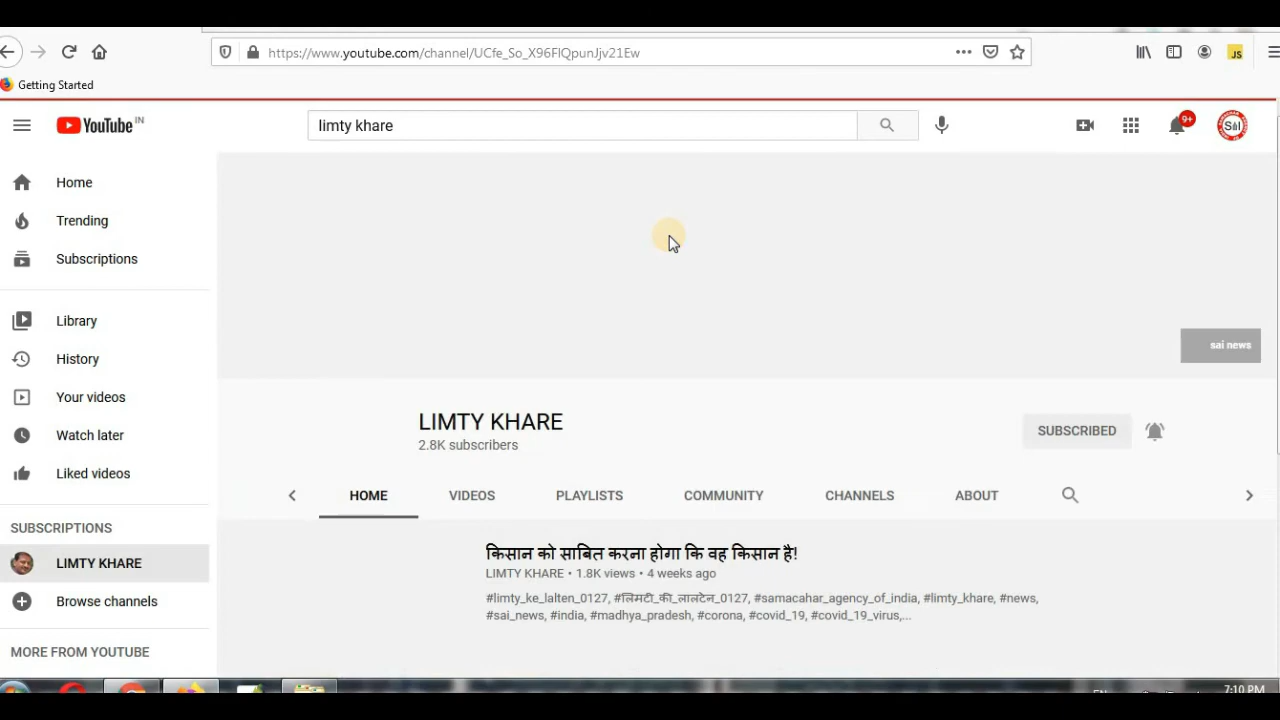 https://www.youtube.com/channel/UCfe_So_X96FIQpunJjv21Ew
JS
Getting Started
YouTube IN
limty khare
9+
SAI
Home
Trending
Subscriptions
sai news
Library
History
LIMTY KHARE
SUBSCRIBED
2.8K subscribers
Your videos
Watch later
Liked videos
HOME VIDEOS PLAYLISTS COMMUNITY CHANNELS ABOUT
SUBSCRIPTIONS
किसान को साबित करना होगा कि वह किसान है!
LIMTY KHARE • 1.8K views • 4 weeks ago
LIMTY KHARE
#limty_ke_lalten_0127, #लिमटी_की_लालटेन_0127, #samacahar_agency_of_india, #limty_khare, #news,
#sai_news, #india, #madhya_pradesh, #corona, #covid_19, #covid_19_virus,...
Browse channels
MORE FROM YOUTUBE
7:10 PM